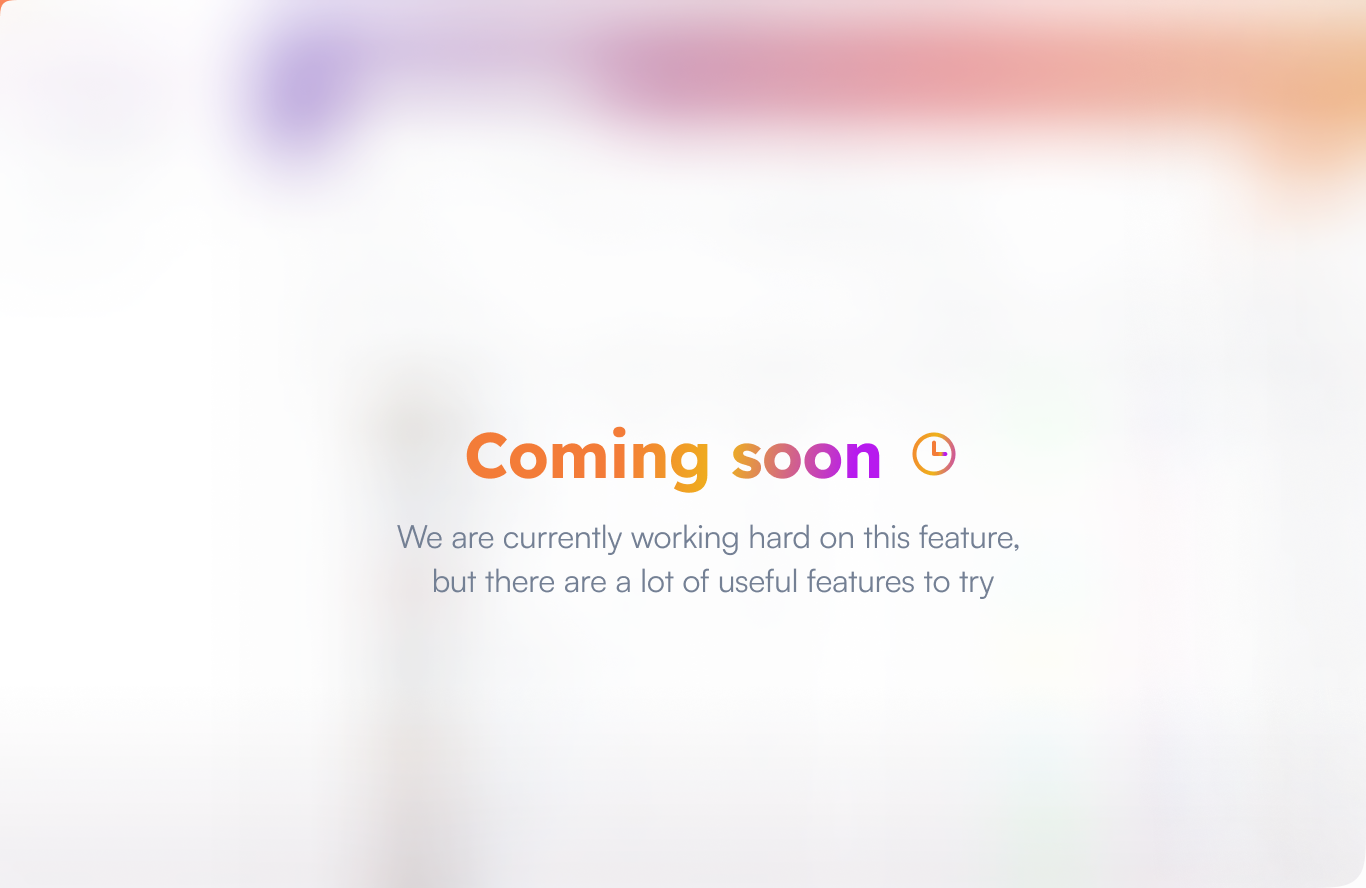 Coming soon
We are currently working hard on this feature,
but there are a lot of useful features to try